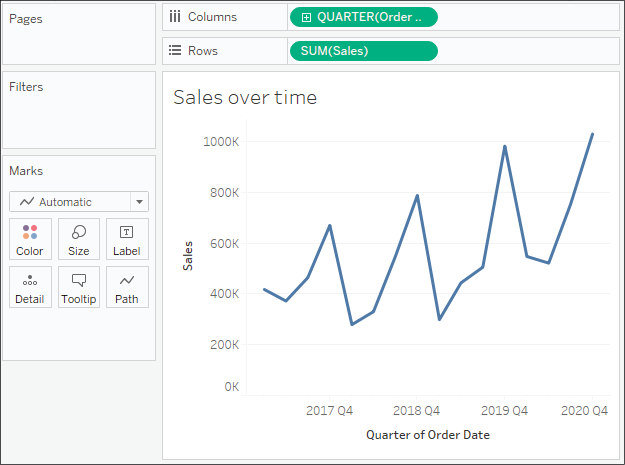 Pages
Columns
QUARTER(Order ..
Rows
SUM(Sales)
Filters
Marks
Automatic
Color
Size
Label
Detail
Tooltip
Path
Sales over time
1000K
800K
600K
400K
200K
0K
Sales
2017 Q4
2018 Q4
2019 Q4
2020 Q4
Quarter of Order Date